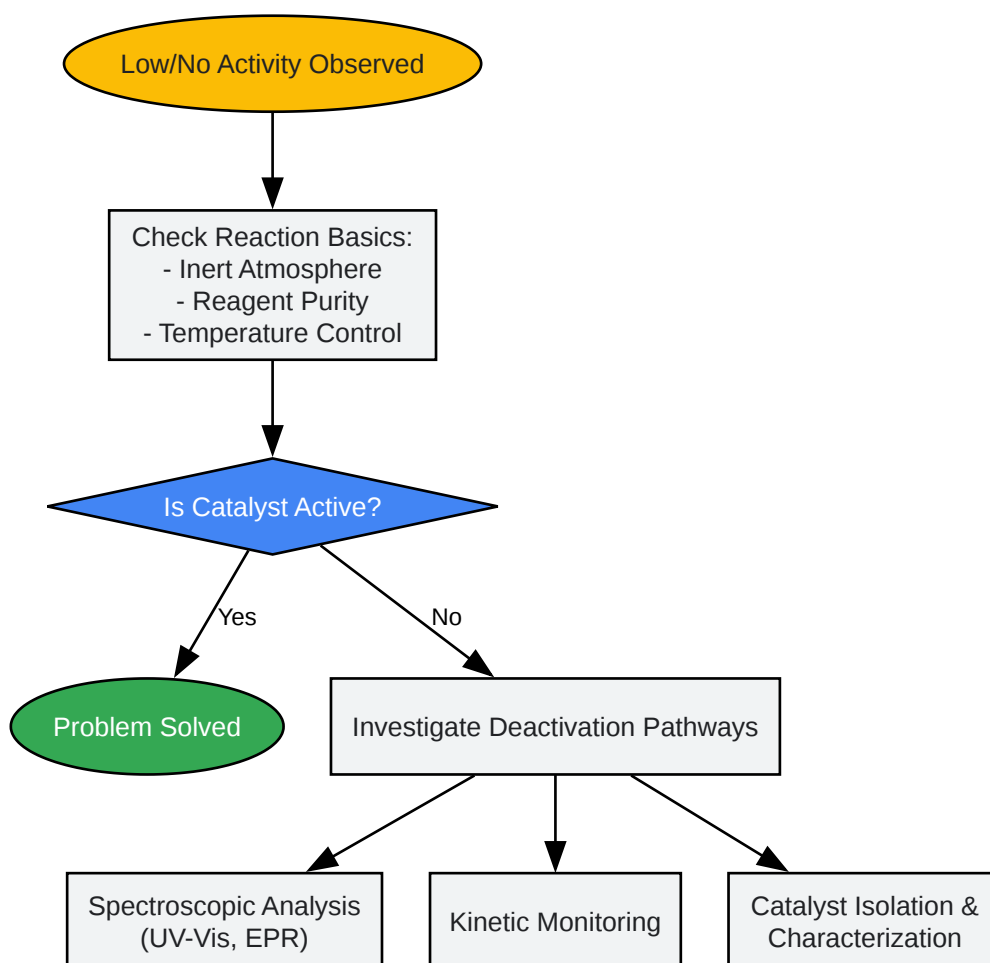 Low/No Activity Observed
Check Reaction Basics:
- Inert Atmosphere
- Reagent Purity
- Temperature Control
Is Catalyst Active?
Yes
No
Problem Solved
Investigate Deactivation Pathways
Spectroscopic Analysis
(UV-Vis, EPR)
Kinetic Monitoring
Catalyst Isolation &
Characterization